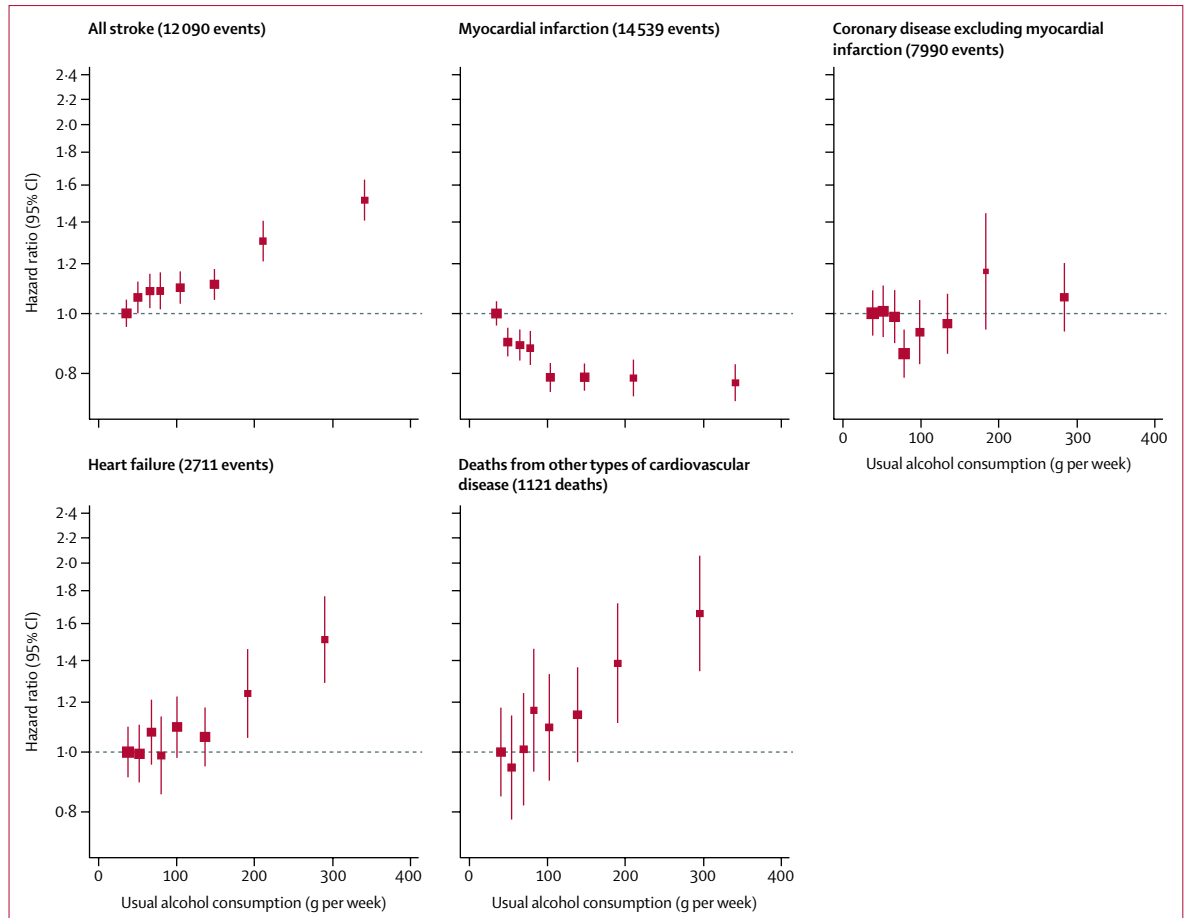 All stroke (12 090 events)
Myocardial infarction (14 539 events)
Coronary disease excluding myocardial
infarction (7990 events)
Hazard ratio (95% CI)
2·4
2·2
2·0
1·8
1·6
1·4
1·2
1·0
0·8
0 100 200 300 400
Usual alcohol consumption (g per week)
Heart failure (2711 events)
Deaths from other types of cardiovascular
disease (1121 deaths)
Hazard ratio (95% CI)
2·4
2·2
2·0
1·8
1·6
1·4
1·2
1·0
0·8
0 100 200 300 400
Usual alcohol consumption (g per week)
0 100 200 300 400
Usual alcohol consumption (g per week)